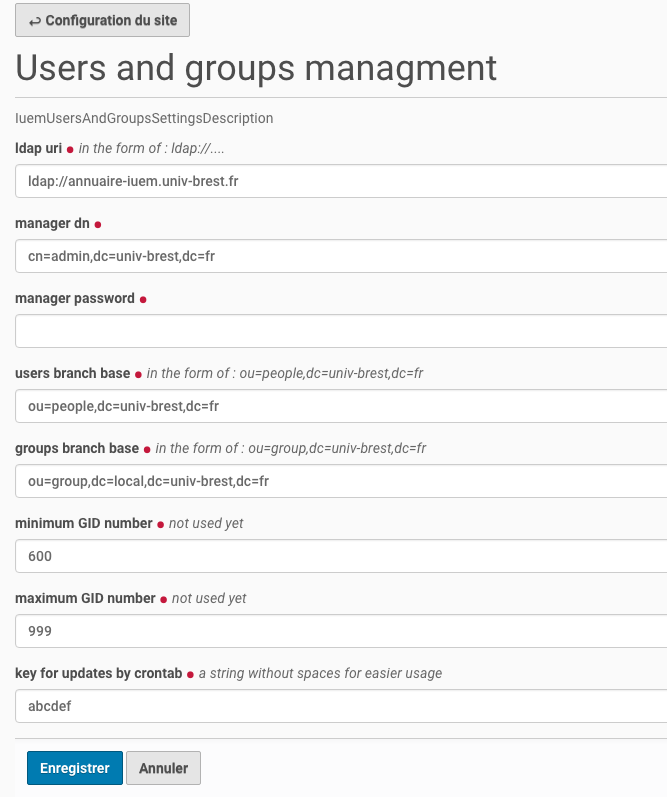 ↩ Configuration du site
Users and groups managment
IuemUsersAndGroupsSettingsDescription
ldap uri ● in the form of : ldap://....
ldap://annuaire-iuem.univ-brest.fr
manager dn ●
cn=admin,dc=univ-brest,dc=fr
manager password ●
users branch base ● in the form of : ou=people,dc=univ-brest,dc=fr
ou=people,dc=univ-brest,dc=fr
groups branch base ● in the form of : ou=group,dc=univ-brest,dc=fr
ou=group,dc=local,dc=univ-brest,dc=fr
minimum GID number ● not used yet
600
maximum GID number ● not used yet
999
key for updates by crontab ● a string without spaces for easier usage
abcdef
Enregistrer Annuler